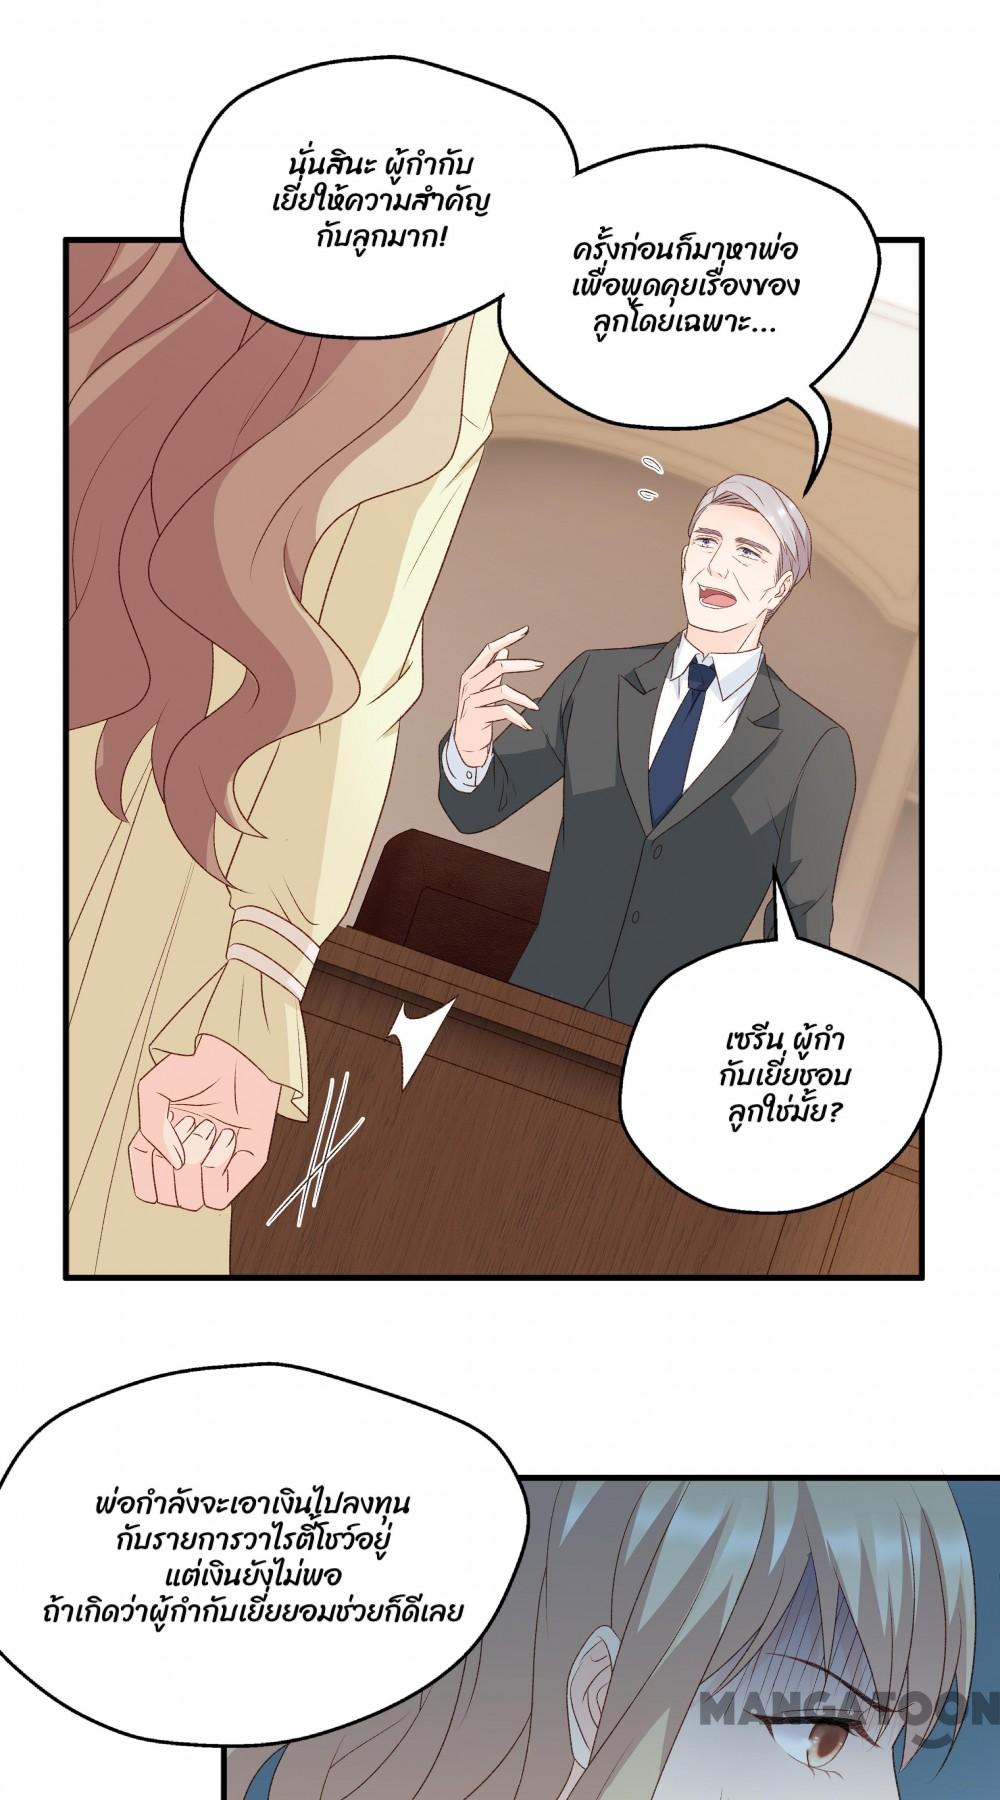 นั่นสินะ ผู้กำกับ
เยี่ยให้ความสำคัญ
กับลูกมาก!
ครั้งก่อนก็มาหาพ่อ
เพื่อพูดคุยเรื่องของ
ลูกโดยเฉพาะ...
เซรีน ผู้กำ
กับเยี่ยชอบ
ลูกใช่มั้ย?
พ่อกำลังจะเอาเงินไปลงทุน
กับรายการวาไรตี้โชว์อยู่
แต่เงินยังไม่พอ
ถ้าเกิดว่าผู้กำกับเยี่ยยอมช่วยก็ดีเลย
MANGATOON